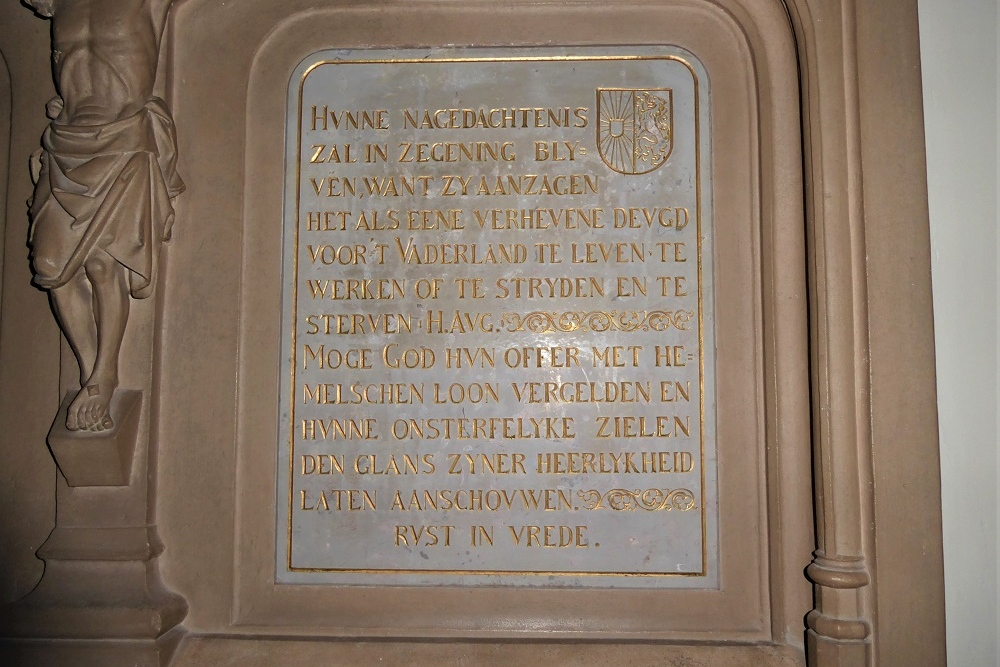 HVNNE NAGEDACHTENIS
ZAL IN ZEGENING BLY=
VEN, WANT ZY AANZAGEN
HET ALS EENE VERHEVENE DEVGD
VOOR 'T VADERLAND TE LEVEN · TE
WERKEN OF TE STRYDEN EN TE
STERVEN : H. AVG.
MOGE GOD HVN OFFER MET HE=
MELSCHEN LOON VERGELDEN EN
HVNNE ONSTERFELYKE ZIELEN
DEN GLANS ZYNER HEERLYKHEID
LATEN AANSCHOVWEN.
RVST IN VREDE.